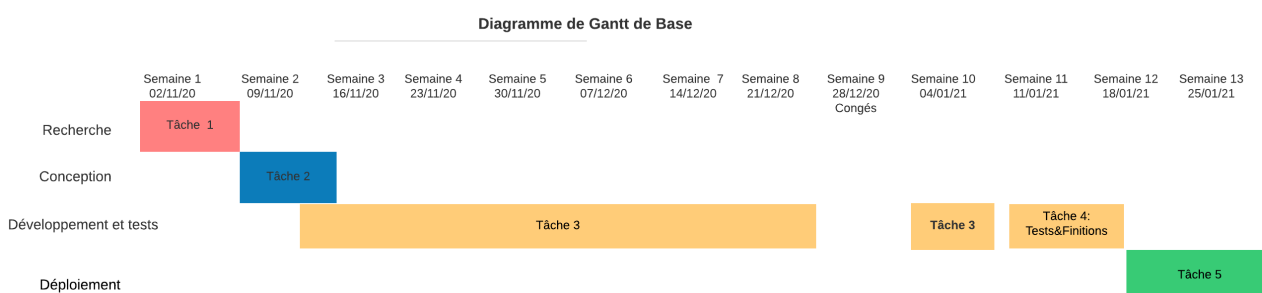 Diagramme de Gantt de Base
Semaine 1 Semaine 2 Semaine 3 Semaine 4 Semaine 5 Semaine 6 Semaine 7 Semaine 8 Semaine 9 Semaine 10 Semaine 11 Semaine 12 Semaine 13
02/11/20 09/11/20 16/11/20 23/11/20 30/11/20 07/12/20 14/12/20 21/12/20 28/12/20 04/01/21 11/01/21 18/01/21 25/01/21
Congés
Recherche Tâche 1
Conception Tâche 2
Développement et tests Tâche 3 Tâche 3 Tâche 4:
Tests&Finitions
Déploiement Tâche 5